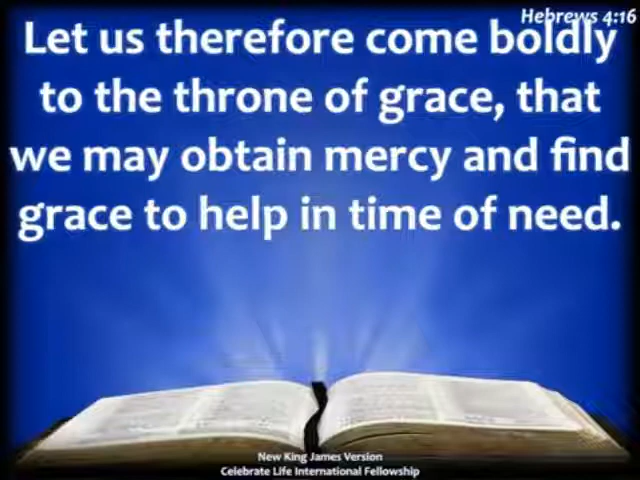 Hebrews 4:16
Let us therefore come boldly
to the throne of grace, that
we may obtain mercy and find
grace to help in time of need.
New King James Version
Celebrate Life International Fellowship